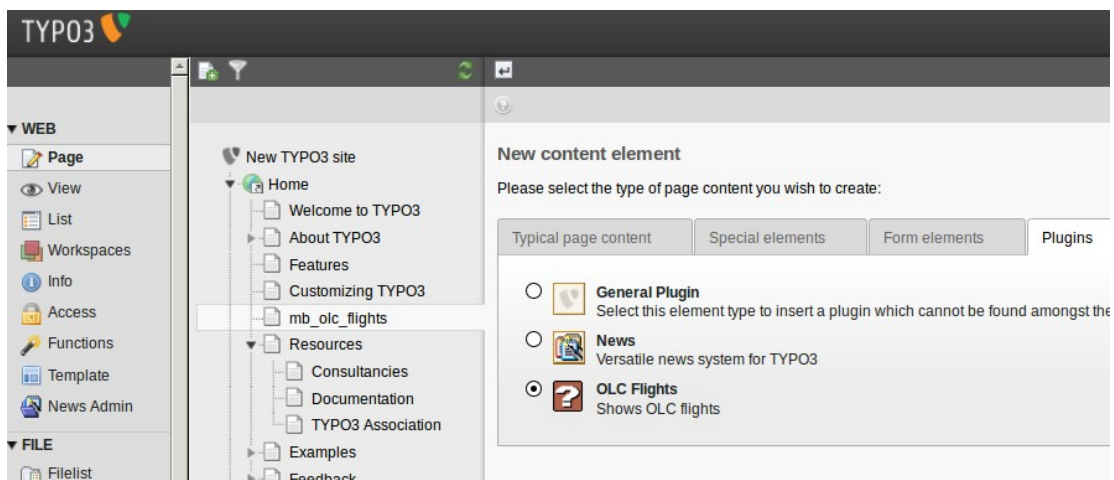 TYPO3
WEB
Page
View
List
Workspaces
Info
Access
Functions
Template
News Admin
FILE
Filelist
New TYPO3 site
Home
Welcome to TYPO3
About TYPO3
Features
Customizing TYPO3
mb_olc_flights
Resources
Consultancies
Documentation
TYPO3 Association
Examples
Feedback
New content element
Please select the type of page content you wish to create:
Typical page content
Special elements
Form elements
Plugins
General Plugin
Select this element type to insert a plugin which cannot be found amongst the
News
Versatile news system for TYPO3
OLC Flights
Shows OLC flights